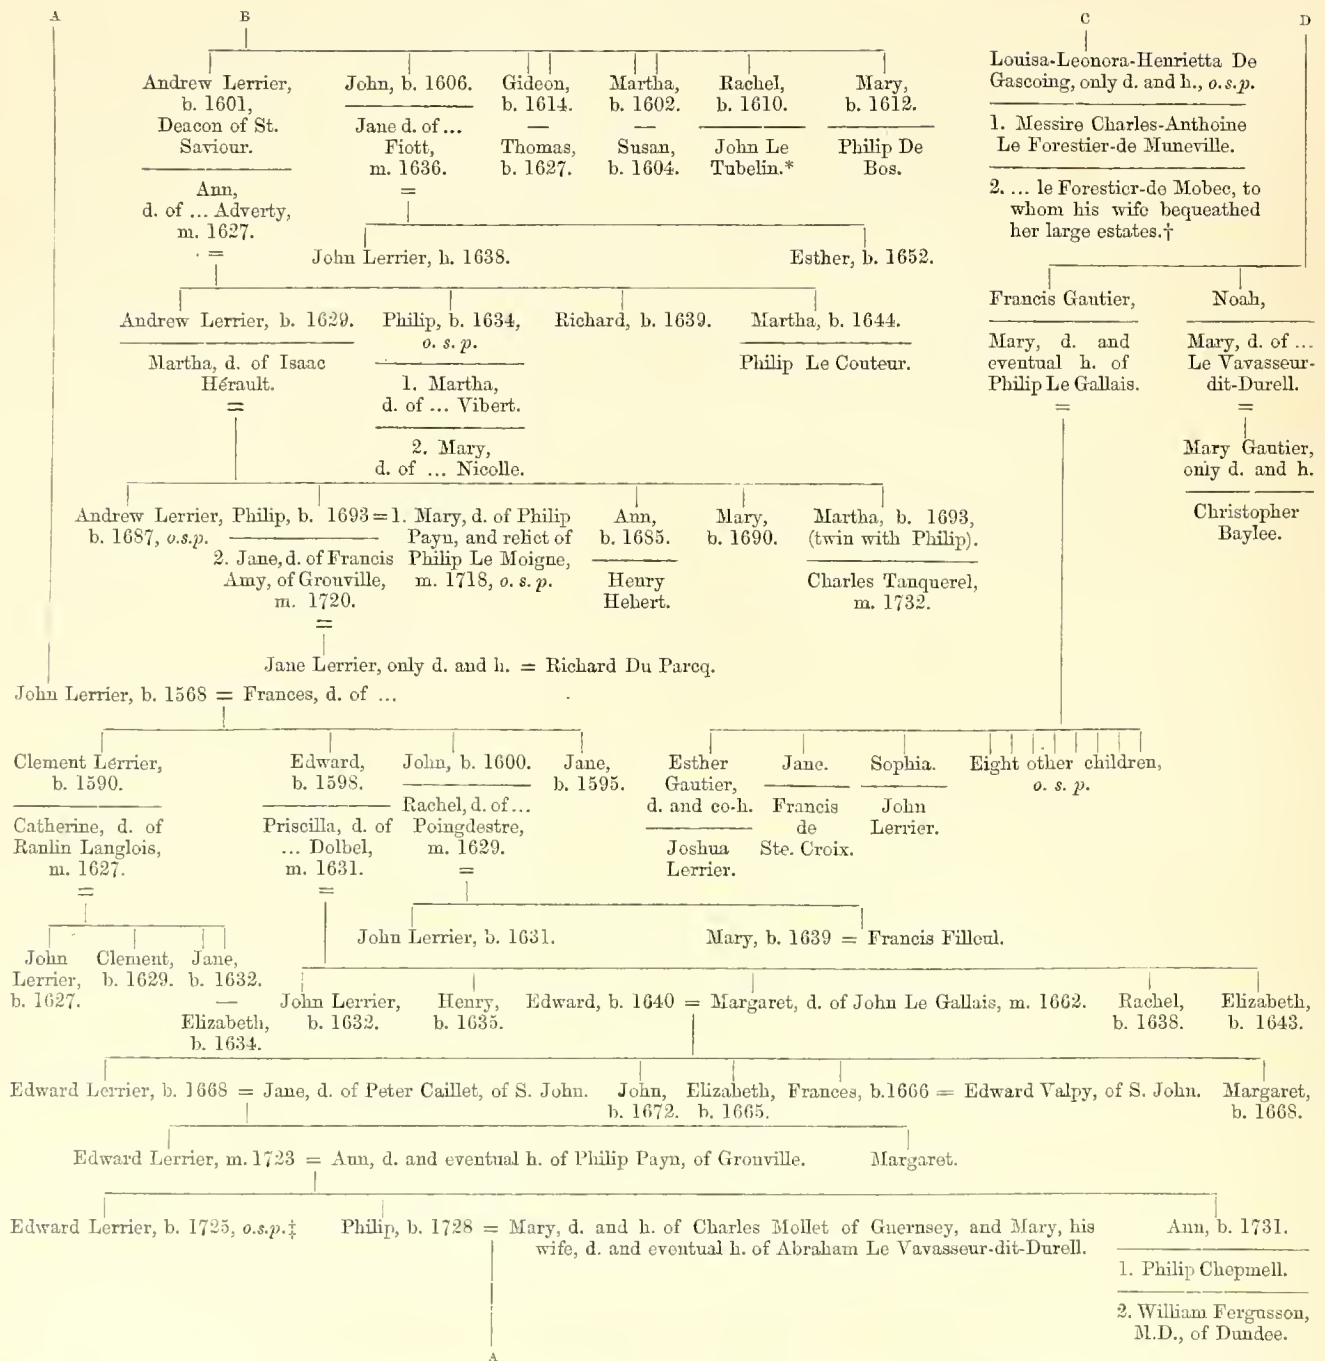 A B C D
Andrew Lerrier,
b. 1601,
Deacon of St.
Saviour.
Ann,
d. of ... Adverty,
m. 1627.
=
John, b. 1606.
Jane d. of ...
Fiott,
m. 1636.
=
Gideon,
b. 1614.
—
Thomas,
b. 1627.
Martha,
b. 1602.
—
Susan,
b. 1604.
Rachel,
b. 1610.
John Le
Tubelin.*
Mary,
b. 1612.
Philip De
Bos.
Louisa-Leonora-Henrietta De
Gascoing, only d. and h., o.s.p.
1. Messire Charles-Anthoine
Le Forestier-de Muneville.
2. ... le Forestier-de Mobec, to
whom his wife bequeathed
her large estates.†
John Lerrier, b. 1638.
Esther, b. 1652.
Andrew Lerrier, b. 1629.
Martha, d. of Isaac
Hérault.
=
Philip, b. 1634,
o. s. p.
1. Martha,
d. of ... Vibert.
2. Mary,
d. of ... Nicolle.
Richard, b. 1639.
Martha, b. 1644.
Philip Le Couteur.
Francis Gautier,
Mary, d. and
eventual h. of
Philip Le Gallais.
=
Noah,
Mary, d. of ...
Le Vavasseur-
dit-Durell.
=
Mary Gautier,
only d. and h.
Christopher
Baylee.
Andrew Lerrier,
b. 1687, o.s.p.
Philip, b. 1693 = 1. Mary, d. of Philip
Payn, and relict of
Philip Le Moigne,
m. 1718, o. s. p.
2. Jane, d. of Francis
Amy, of Grouville,
m. 1720.
=
Ann,
b. 1685.
Henry
Hebert.
Mary,
b. 1690.
Martha, b. 1693,
(twin with Philip).
Charles Tanquerel,
m. 1732.
Jane Lerrier, only d. and h. = Richard Du Parcq.
John Lerrier, b. 1568 = Frances, d. of ...
Clement Lerrier,
b. 1590.
Catherine, d. of
Ranlin Langlois,
m. 1627.
=
Edward,
b. 1598.
Priscilla, d. of
... Dolbel,
m. 1631.
=
John, b. 1600.
Rachel, d. of ...
Poingdestre,
m. 1629.
=
Jane,
b. 1595.
Esther
Gautier,
d. and co-h.
Joshua
Lerrier.
Jane.
Francis
de
Ste. Croix.
Sophia.
John
Lerrier.
Eight other children,
o. s. p.
John Lerrier, b. 1631.
Mary, b. 1639 = Francis Filleul.
John
Lerrier,
b. 1627.
Clement,
b. 1629.
Jane,
b. 1632.
—
Elizabeth,
b. 1634.
John Lerrier,
b. 1632.
Henry,
b. 1635.
Edward, b. 1640 = Margaret, d. of John Le Gallais, m. 1662.
Rachel,
b. 1638.
Elizabeth,
b. 1643.
Edward Lerrier, b. 1668 = Jane, d. of Peter Caillet, of S. John.
John,
b. 1672.
Elizabeth,
b. 1665.
Frances, b.1666 = Edward Valpy, of S. John.
Margaret,
b. 1668.
Edward Lerrier, m. 1723 = Ann, d. and eventual h. of Philip Payn, of Grouville.
Margaret.
Edward Lerrier, b. 1725, o.s.p.‡
Philip, b. 1728 = Mary, d. and h. of Charles Mollet of Guernsey, and Mary, his
wife, d. and eventual h. of Abraham Le Vavasseur-dit-Durell.
Ann, b. 1731.
1. Philip Chepmell.
2. William Fergusson,
M.D., of Dundee.
A